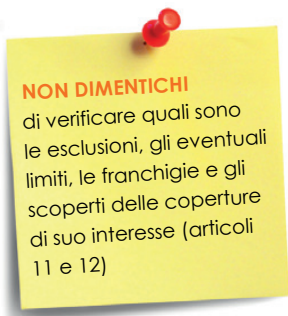 NON DIMENTICHI
di verificare quali sono
le esclusioni, gli eventuali
limiti, le franchigie e gli
scoperti delle coperture
di suo interesse (articoli
11 e 12)